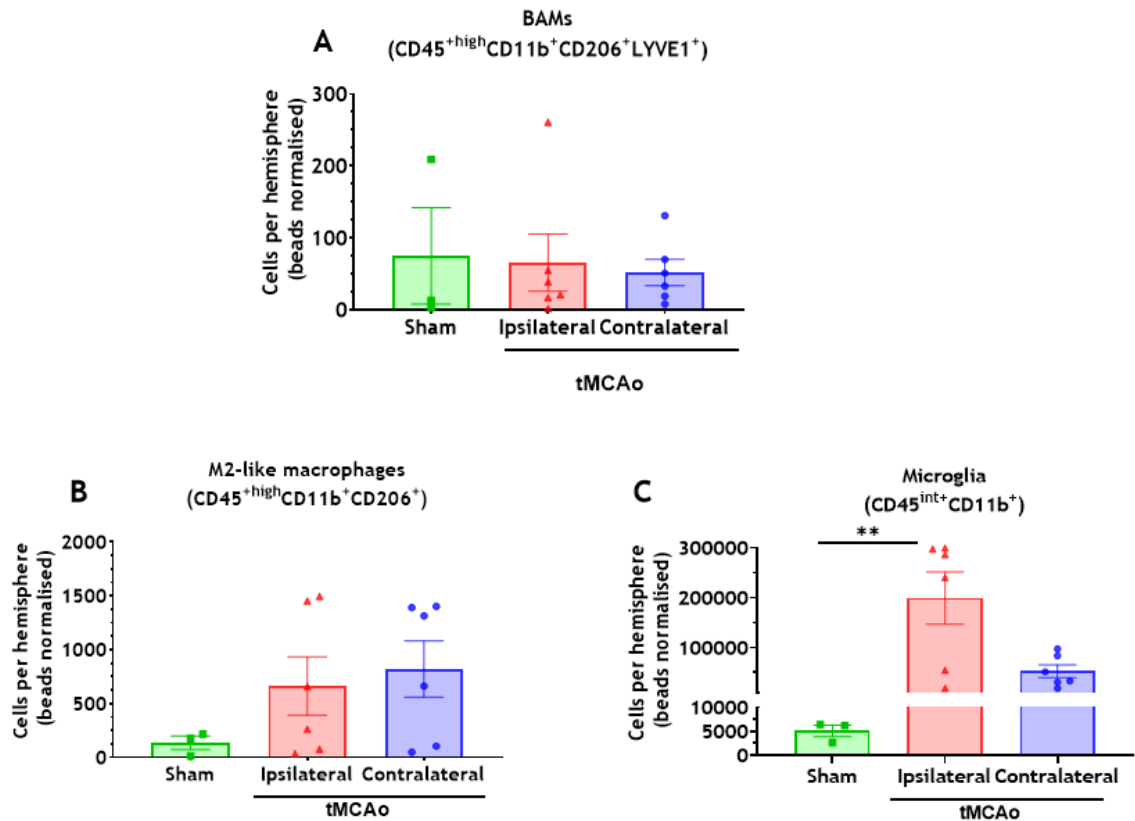 A
BAMs
(CD45⁺ʰⁱᵍʰCD11b⁺CD206⁺LYVE1⁺)
Cells per hemisphere
(beads normalised)
300
200
100
0
Sham
Ipsilateral
Contralateral
tMCAo
B
M2-like macrophages
(CD45⁺ʰⁱᵍʰCD11b⁺CD206⁺)
Cells per hemisphere
(beads normalised)
2000
1500
1000
500
0
Sham
Ipsilateral
Contralateral
tMCAo
C
Microglia
(CD45ⁱⁿᵗ⁺CD11b⁺)
**
Cells per hemisphere
(beads normalised)
300000
200000
100000
10000
5000
0
Sham
Ipsilateral
Contralateral
tMCAo